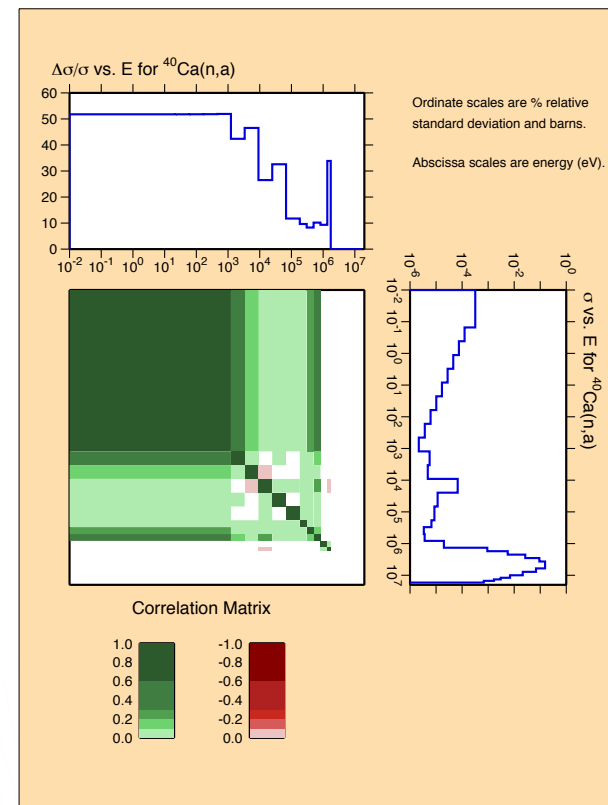 Δσ/σ vs. E for ⁴⁰Ca(n,a)
60
50
40
30
20
10
0
10⁻² 10⁻¹ 10⁰ 10¹ 10² 10³ 10⁴ 10⁵ 10⁶ 10⁷
Ordinate scales are % relative
standard deviation and barns.
Abscissa scales are energy (eV).
10⁻⁶ 10⁻⁴ 10⁻² 10⁰
σ vs. E for ⁴⁰Ca(n,a)
10⁻²
10⁻¹
10⁰
10¹
10²
10³
10⁴
10⁵
10⁶
10⁷
Correlation Matrix
1.0 -1.0
0.8 -0.8
0.6 -0.6
0.4 -0.4
0.2 -0.2
0.0 0.0